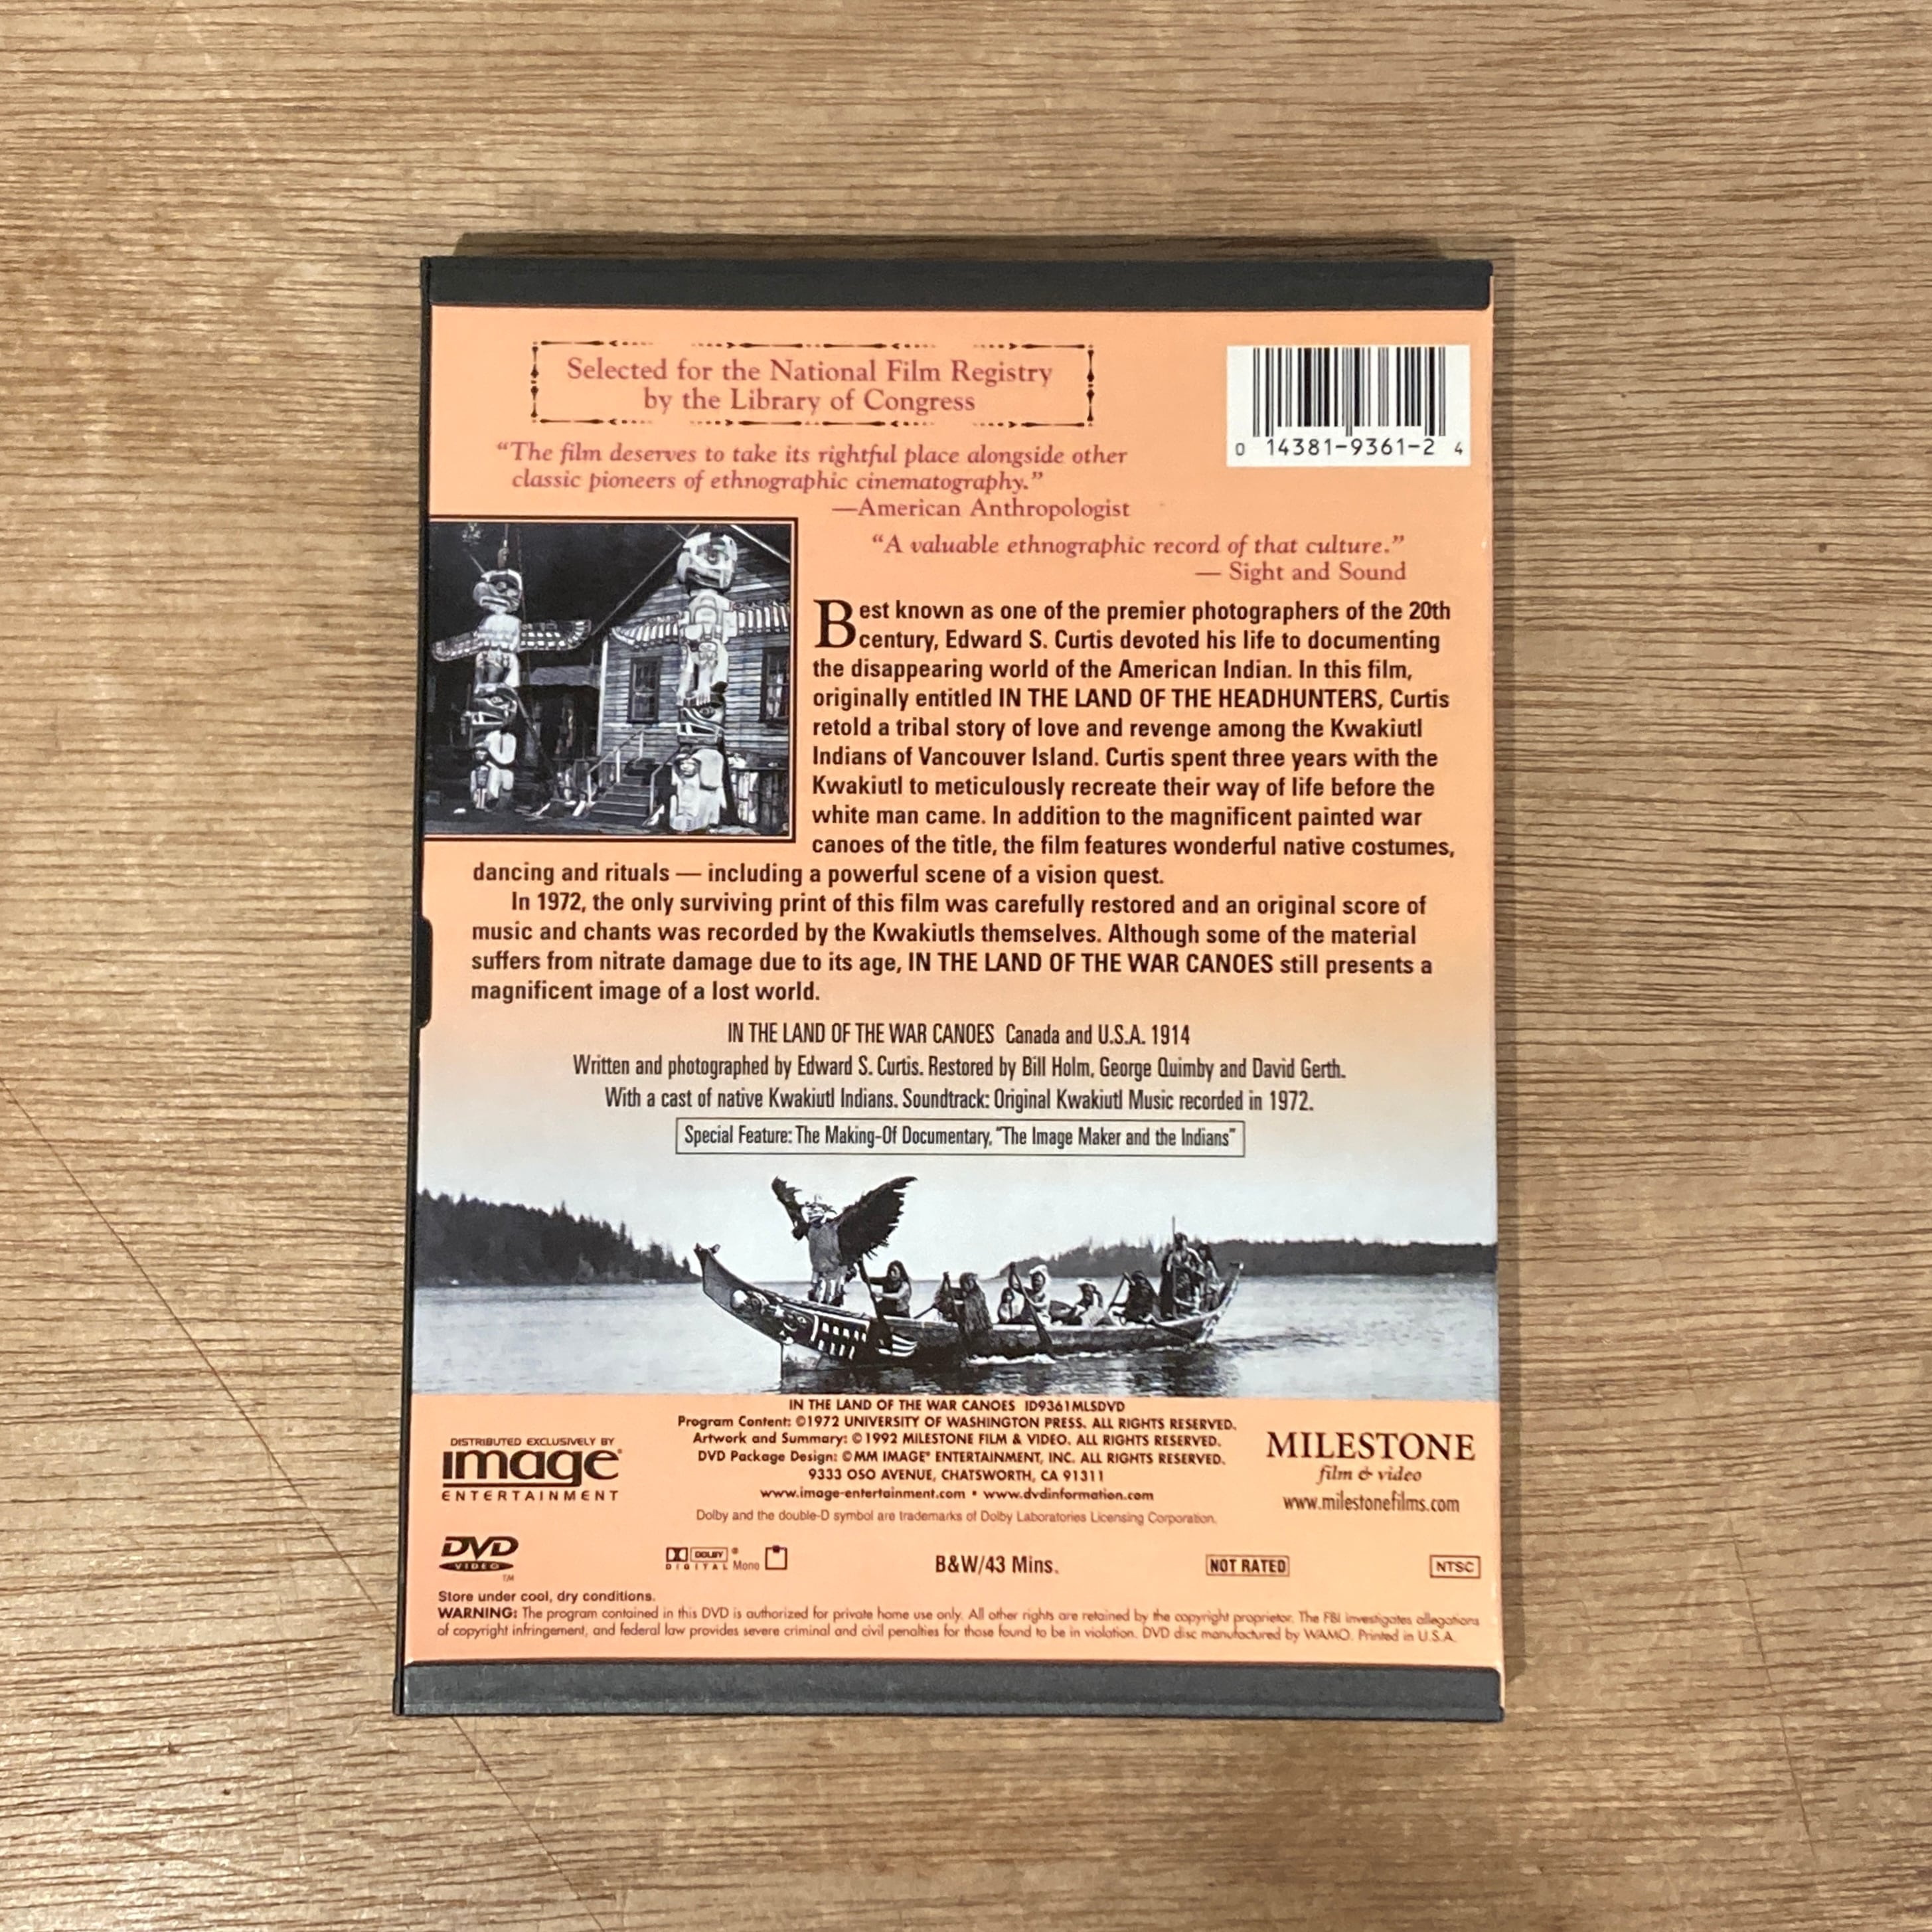 Selected for the National Film Registry
by the Library of Congress
0 14381-9361-2 4
“The film deserves to take its rightful place alongside other
classic pioneers of ethnographic cinematography.”
—American Anthropologist
“A valuable ethnographic record of that culture.”
— Sight and Sound
Best known as one of the premier photographers of the 20th
century, Edward S. Curtis devoted his life to documenting
the disappearing world of the American Indian. In this film,
originally entitled IN THE LAND OF THE HEADHUNTERS, Curtis
retold a tribal story of love and revenge among the Kwakiutl
Indians of Vancouver Island. Curtis spent three years with the
Kwakiutl to meticulously recreate their way of life before the
white man came. In addition to the magnificent painted war
canoes of the title, the film features wonderful native costumes,
dancing and rituals — including a powerful scene of a vision quest.
In 1972, the only surviving print of this film was carefully restored and an original score of
music and chants was recorded by the Kwakiutls themselves. Although some of the material
suffers from nitrate damage due to its age, IN THE LAND OF THE WAR CANOES still presents a
magnificent image of a lost world.
IN THE LAND OF THE WAR CANOES Canada and U.S.A. 1914
Written and photographed by Edward S. Curtis. Restored by Bill Holm, George Quimby and David Gerth.
With a cast of native Kwakiutl Indians. Soundtrack: Original Kwakiutl Music recorded in 1972.
Special Feature: The Making-Of Documentary, "The Image Maker and the Indians"
IN THE LAND OF THE WAR CANOES ID9361MLSDVD
Program Content: ©1972 UNIVERSITY OF WASHINGTON PRESS. ALL RIGHTS RESERVED.
Artwork and Summary: ©1992 MILESTONE FILM & VIDEO. ALL RIGHTS RESERVED.
DVD Package Design: ©MM IMAGE® ENTERTAINMENT, INC. ALL RIGHTS RESERVED.
9333 OSO AVENUE, CHATSWORTH, CA 91311
www.image-entertainment.com • www.dvdinformation.com
Dolby and the double-D symbol are trademarks of Dolby Laboratories Licensing Corporation.
DISTRIBUTED EXCLUSIVELY BY
image®
ENTERTAINMENT
MILESTONE
film & video
www.milestonefilms.com
DVD
VIDEO
TM
DOLBY®
DIGITAL Mono
B&W/43 Mins.
NOT RATED
NTSC
Store under cool, dry conditions.
WARNING: The program contained in this DVD is authorized for private home use only. All other rights are retained by the copyright proprietor. The FBI investigates allegations
of copyright infringement, and federal law provides severe criminal and civil penalties for those found to be in violation. DVD disc manufactured by WAMO. Printed in U.S.A.